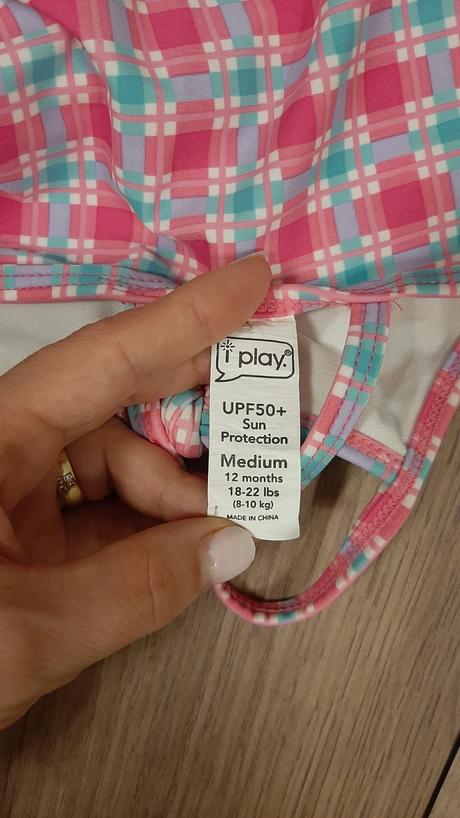 i play.®
UPF50+
Sun
Protection
Medium
12 months
18-22 lbs
(8-10 kg)
MADE IN CHINA